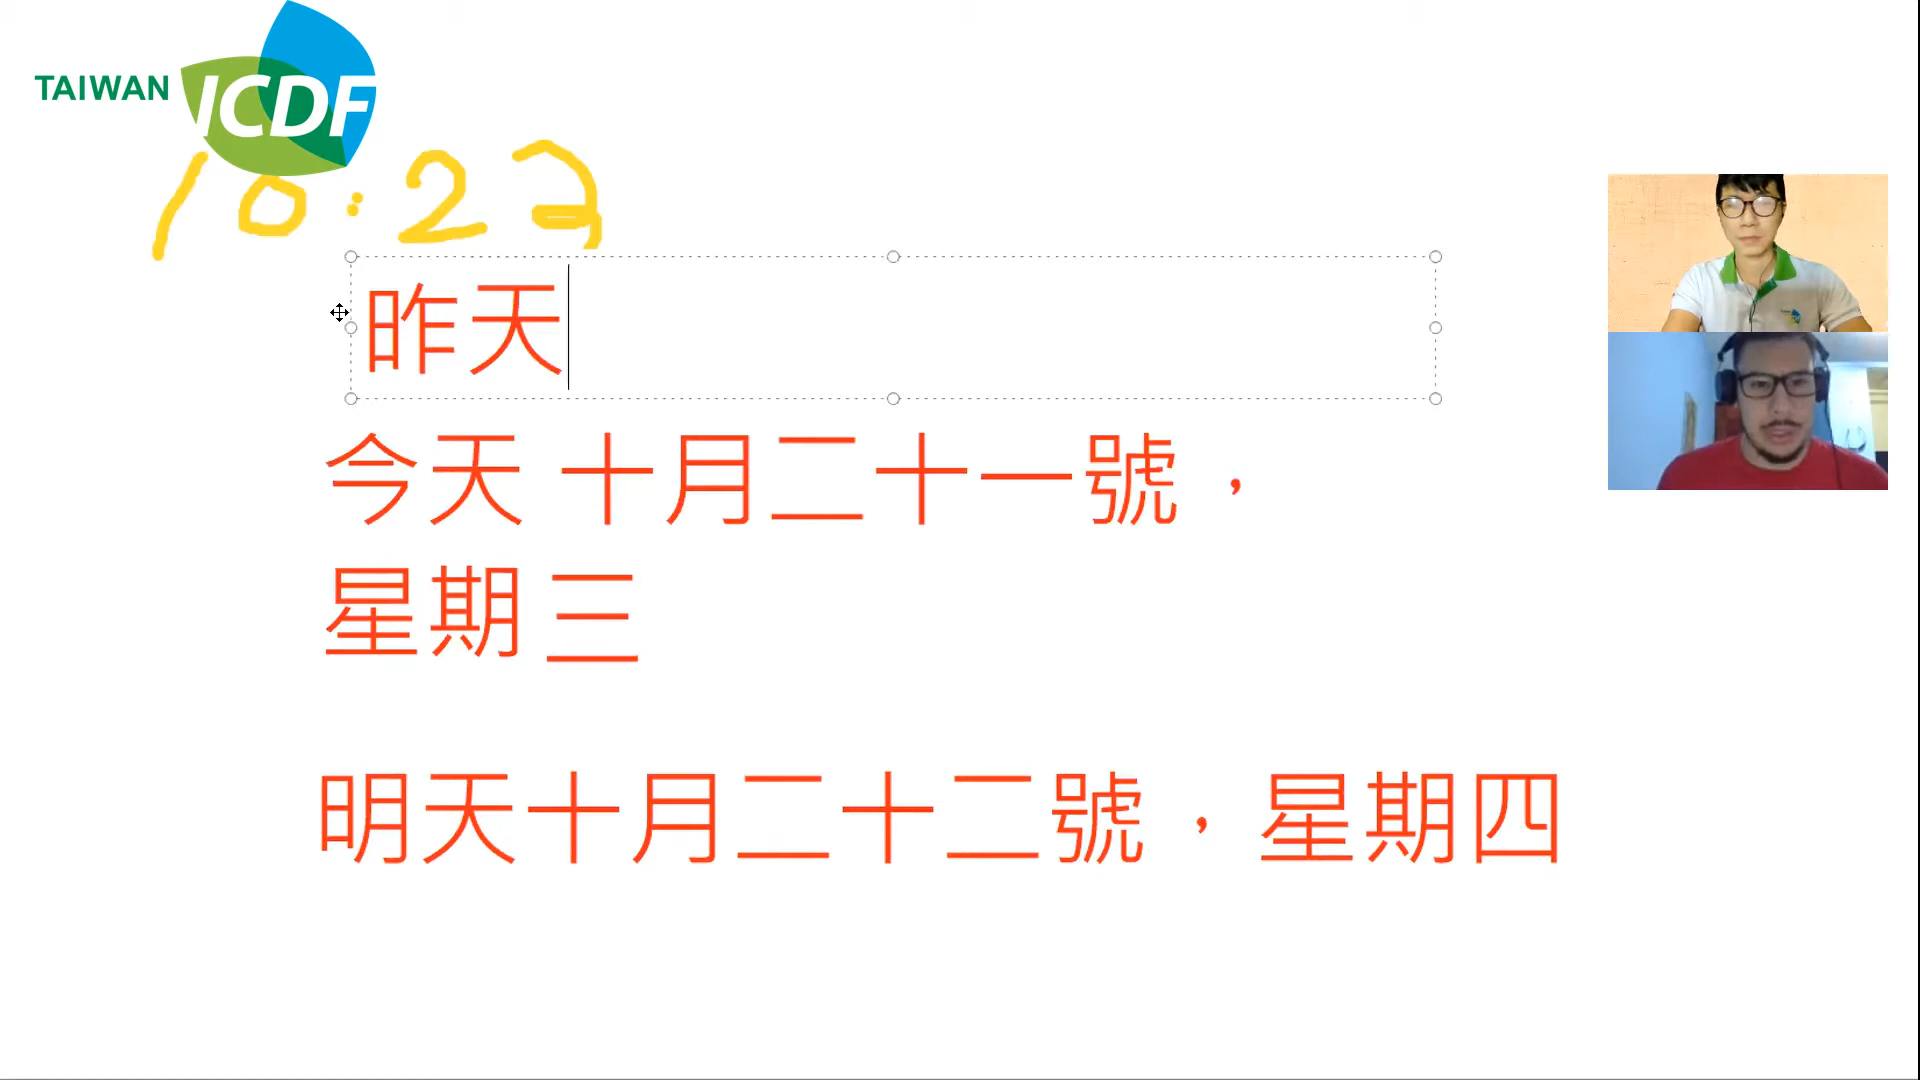 TAIWAN ICDF
10:22
昨天
今天 十月二十一號，
星期三
明天十月二十二號，星期四